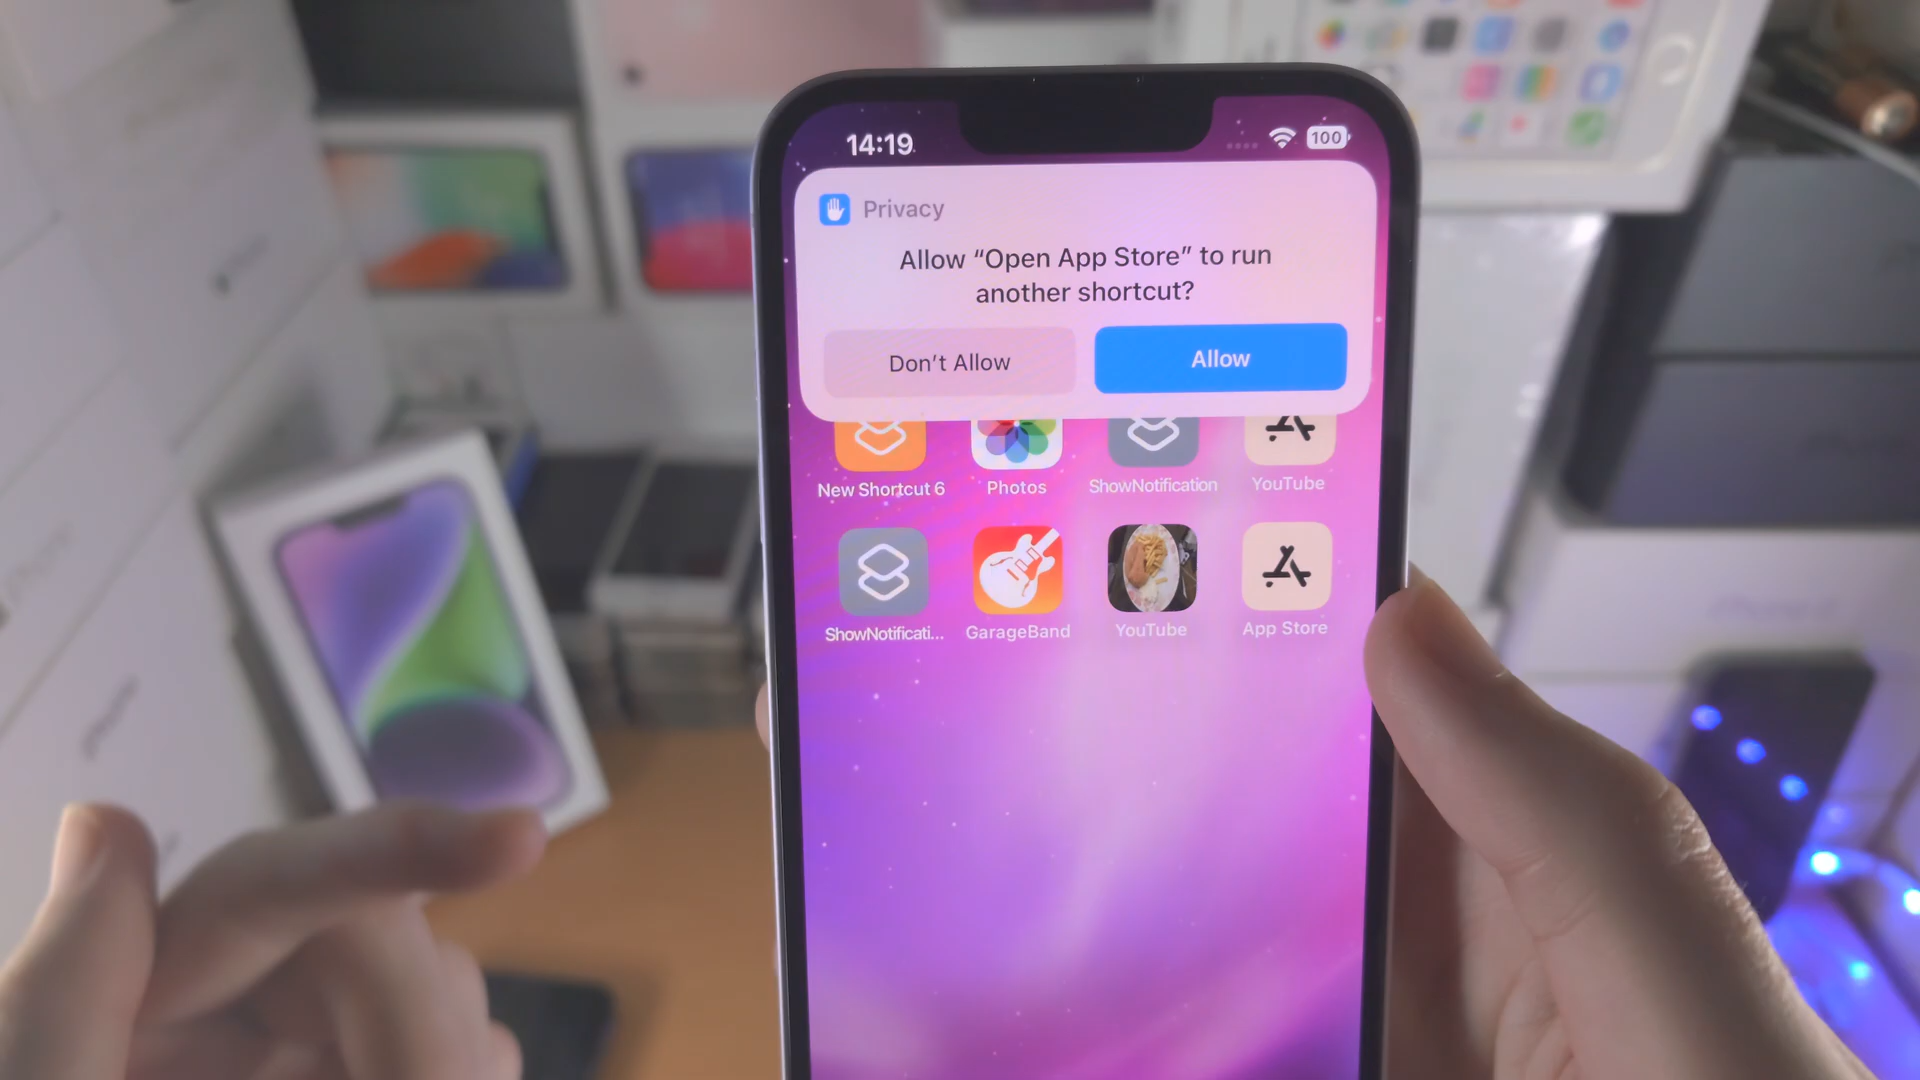 14:19
100
Privacy
Allow “Open App Store” to run
another shortcut?
Don’t Allow
Allow
New Shortcut 6
Photos
ShowNotification
YouTube
ShowNotificati...
GarageBand
YouTube
App Store